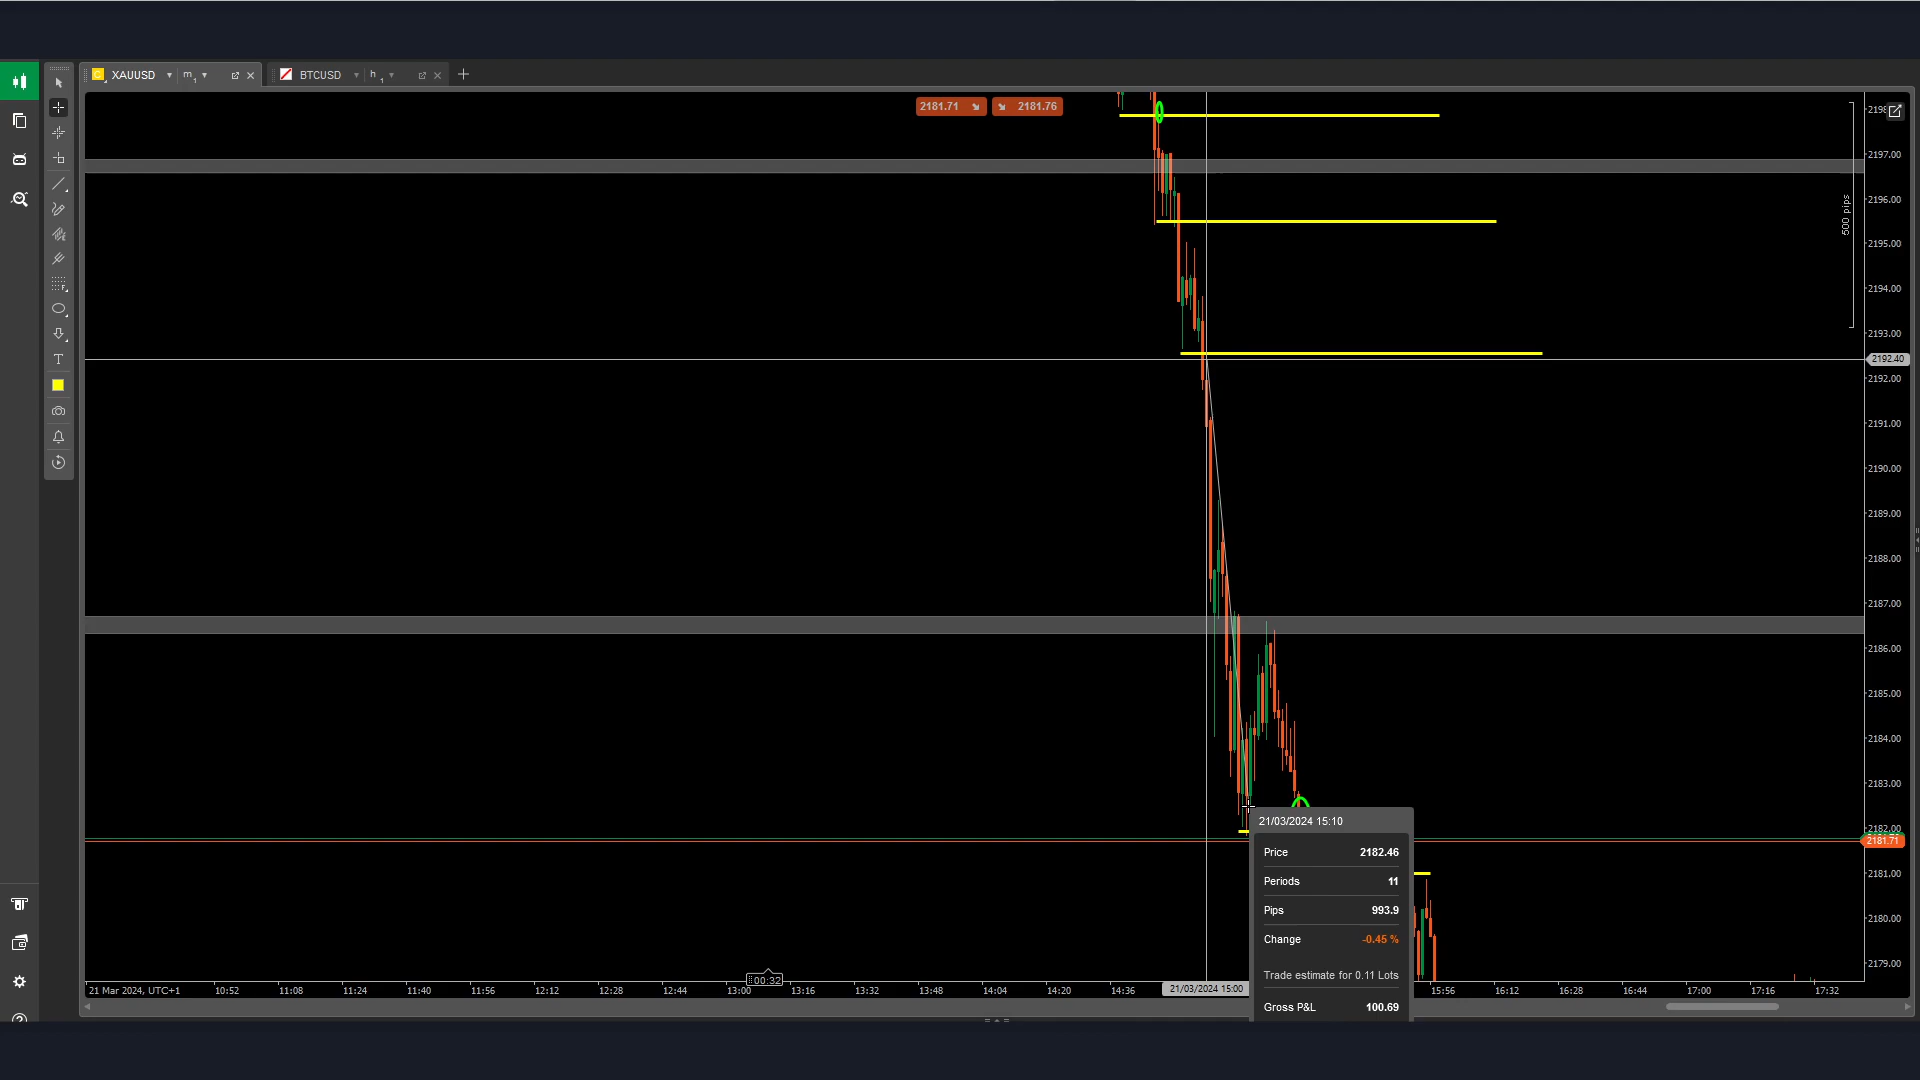 XAUUSD m1 BTCUSD h1
2181.71 2181.76
2197.00
2196.00
500 pips
2195.00
2194.00
2193.00
2192.40
2192.00
2191.00
2190.00
2189.00
2188.00
2187.00
2186.00
2185.00
2184.00
2183.00
2182.00
2181.71
2181.00
2180.00
2179.00
21/03/2024 15:10
Price 2182.46
Periods 11
Pips 993.9
Change -0.45 %
Trade estimate for 0.11 Lots
Gross P&L 100.69
00:32
21 Mar 2024, UTC+1 10:52 11:08 11:24 11:40 11:56 12:12 12:28 12:44 13:00 13:16 13:32 13:48 14:04 14:20 14:36 21/03/2024 15:00 15:56 16:12 16:28 16:44 17:00 17:16 17:32